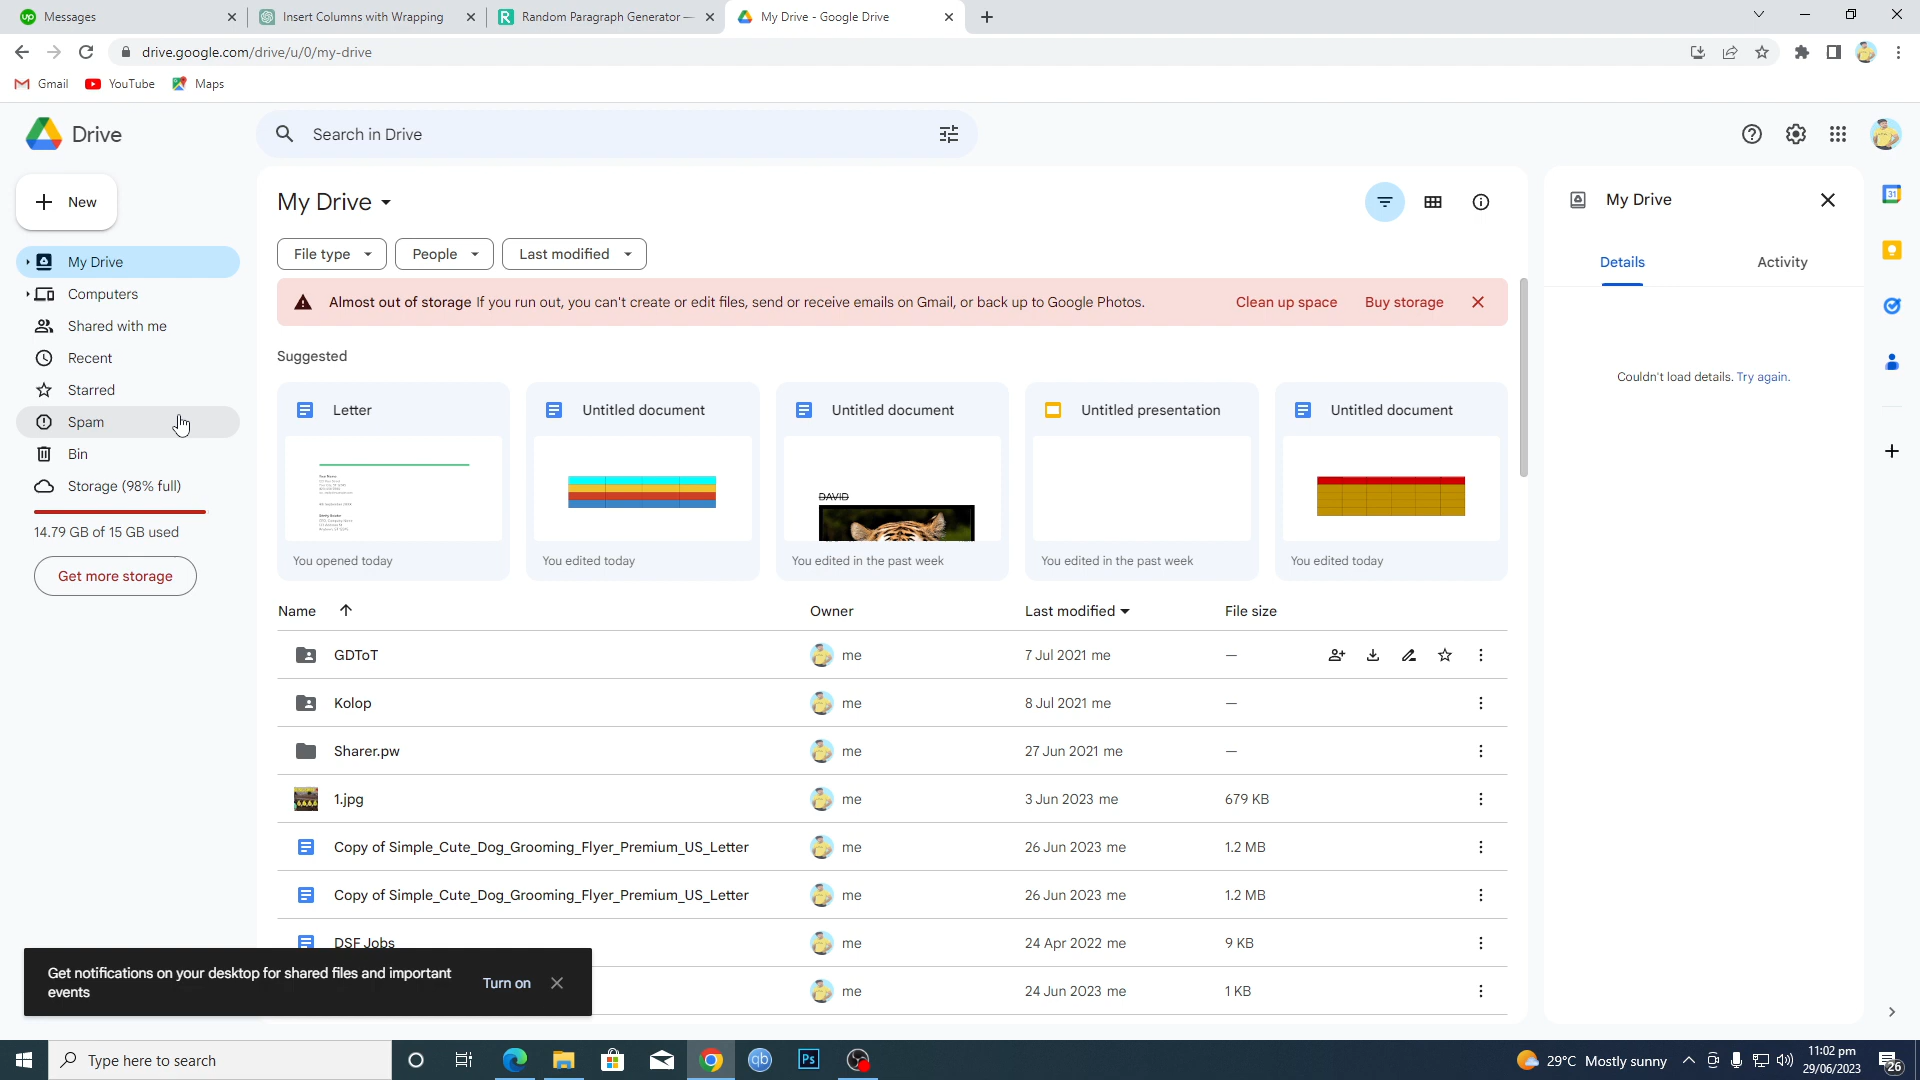 Messages
Insert Columns with Wrapping
Random Paragraph Generator —
My Drive - Google Drive
drive.google.com/drive/u/0/my-drive
Gmail
YouTube
Maps
Drive
Search in Drive
New
My Drive
Computers
Shared with me
Recent
Starred
Spam
Bin
Storage (98% full)
14.79 GB of 15 GB used
Get more storage
My Drive
File type
People
Last modified
Almost out of storage If you run out, you can't create or edit files, send or receive emails on Gmail, or back up to Google Photos.
Clean up space
Buy storage
Suggested
Letter
You opened today
Untitled document
You edited today
Untitled document
DAVID
You edited in the past week
Untitled presentation
You edited in the past week
Untitled document
You edited today
Name Owner Last modified File size
GDToT me 7 Jul 2021 me —
Kolop me 8 Jul 2021 me —
Sharer.pw me 27 Jun 2021 me —
1.jpg me 3 Jun 2023 me 679 KB
Copy of Simple_Cute_Dog_Grooming_Flyer_Premium_US_Letter me 26 Jun 2023 me 1.2 MB
Copy of Simple_Cute_Dog_Grooming_Flyer_Premium_US_Letter me 26 Jun 2023 me 1.2 MB
DSF Jobs me 24 Apr 2022 me 9 KB
me 24 Jun 2023 me 1 KB
Get notifications on your desktop for shared files and important
events
Turn on
My Drive
Details
Activity
Couldn't load details. Try again.
31
Type here to search
qb
Ps
29°C Mostly sunny
11:02 pm
29/06/2023
26